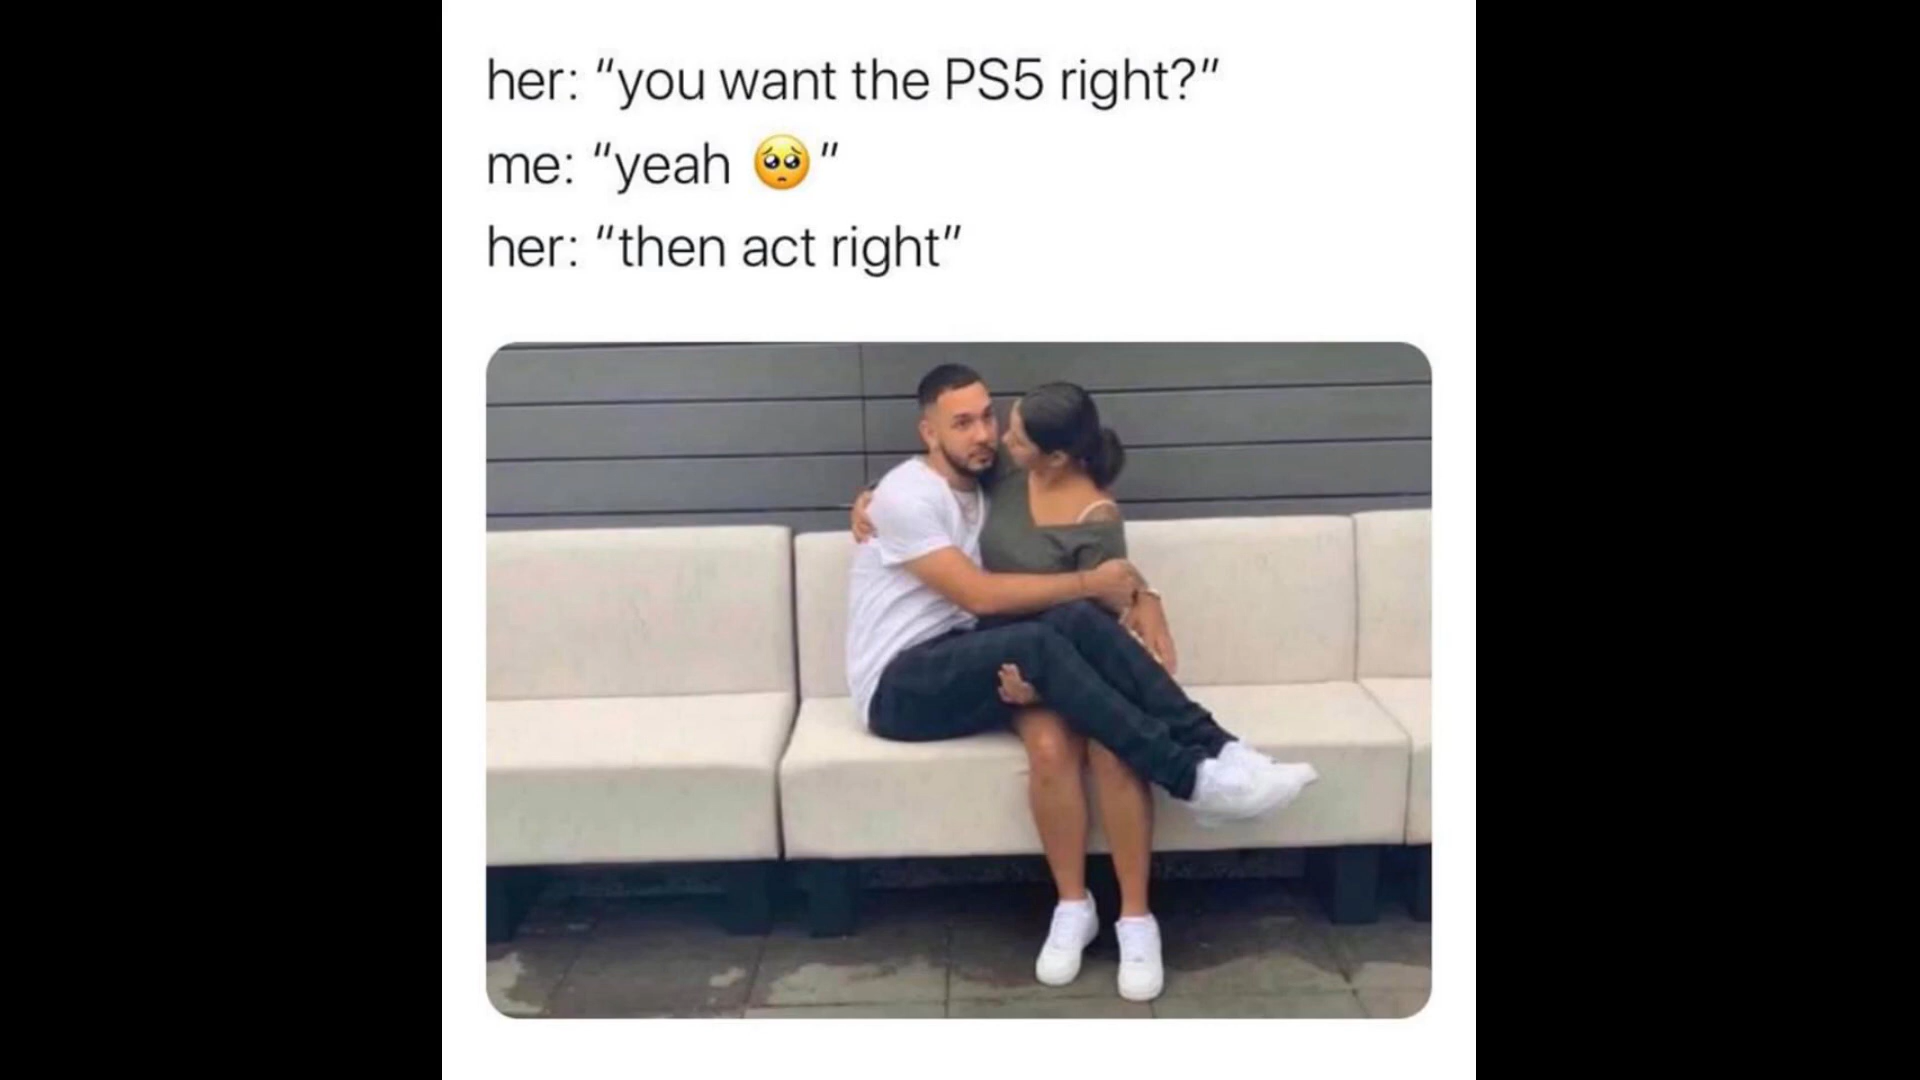 her: “you want the PS5 right?”
me: “yeah 🥺”
her: “then act right”